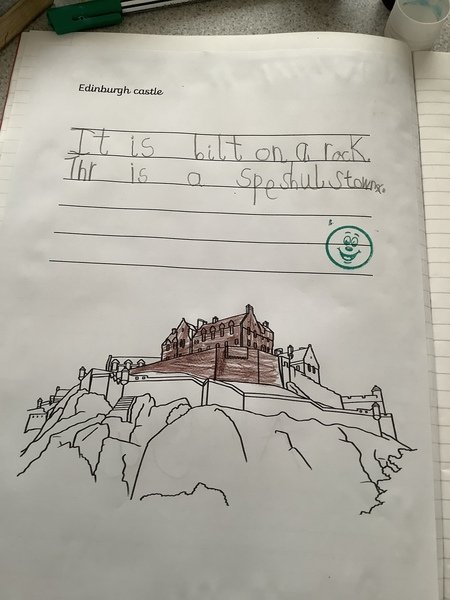 Edinburgh castle
It is bilt on a rock.
Thr is a speshul stown.